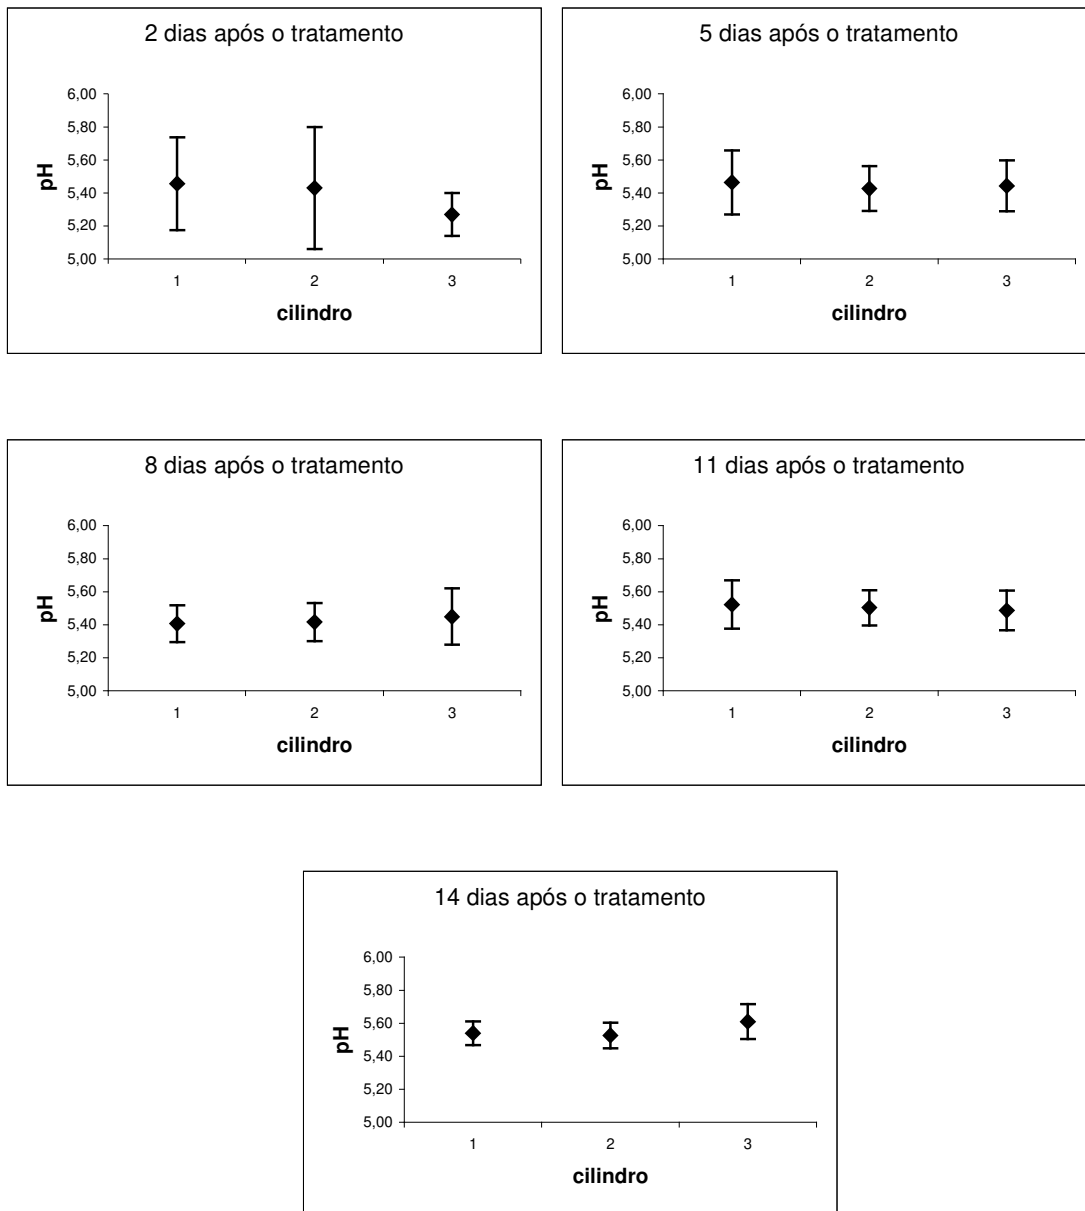 2 dias após o tratamento
6,00
5,80
5,60
5,40
5,20
5,00
pH
1 2 3
cilindro
5 dias após o tratamento
6,00
5,80
5,60
5,40
5,20
5,00
pH
1 2 3
cilindro
8 dias após o tratamento
6,00
5,80
5,60
5,40
5,20
5,00
pH
1 2 3
cilindro
11 dias após o tratamento
6,00
5,80
5,60
5,40
5,20
5,00
pH
1 2 3
cilindro
14 dias após o tratamento
6,00
5,80
5,60
5,40
5,20
5,00
pH
1 2 3
cilindro